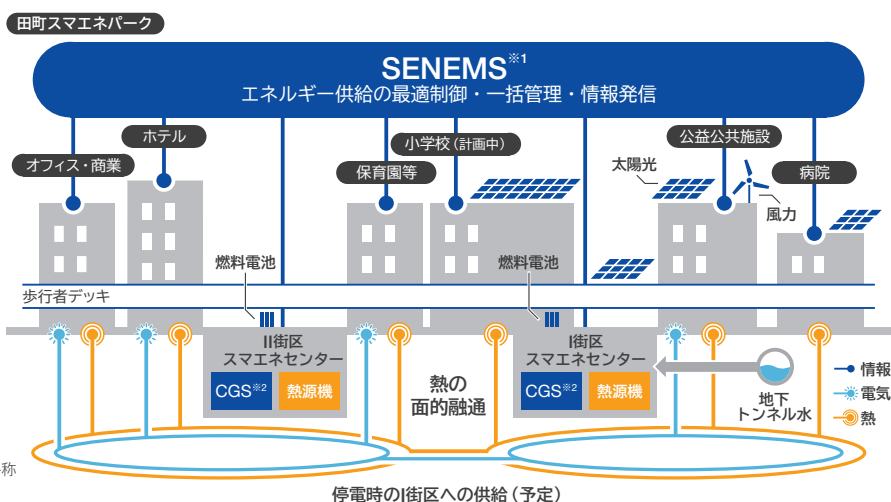 田町スマエネパーク
SENEMS※1
エネルギー供給の最適制御・一括管理・情報発信
オフィス・商業
ホテル
保育園等
小学校（計画中）
公益公共施設
病院
太陽光
風力
燃料電池
燃料電池
歩行者デッキ
II街区
スマエネセンター
CGS※2
熱源機
熱の
面的融通
I街区
スマエネセンター
CGS※2
熱源機
地下
トンネル水
情報
電気
熱
称
停電時のI街区への供給（予定）